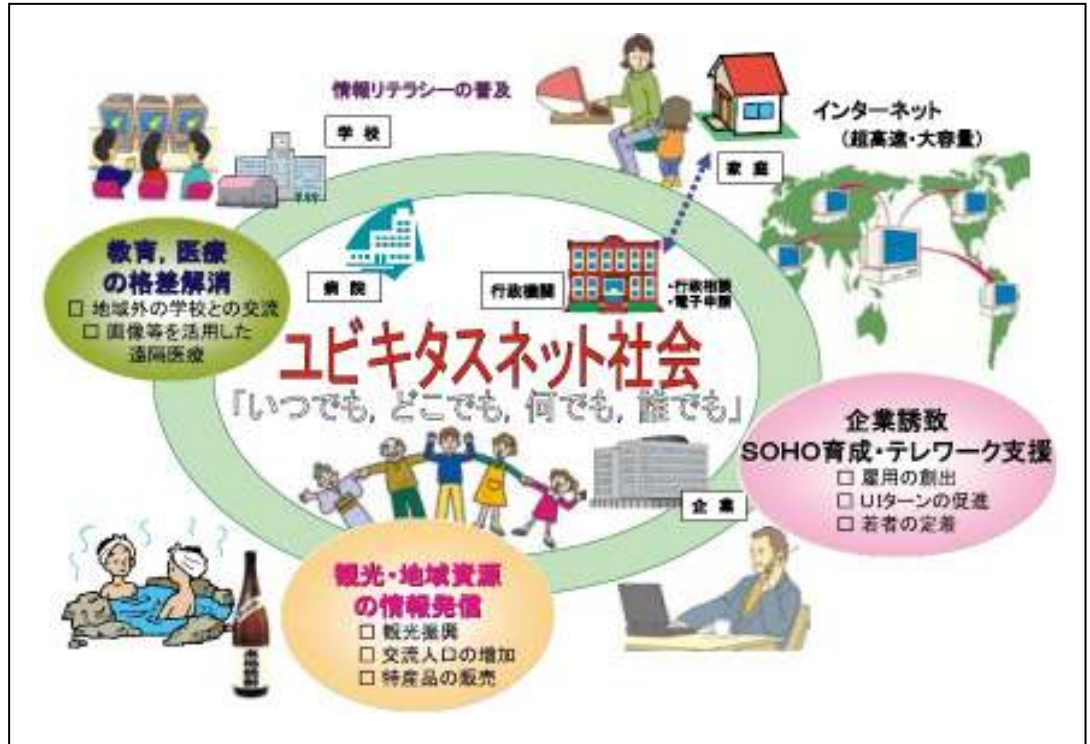 情報リテラシーの普及
学校
インターネット
(超高速・大容量)
家庭
教育,医療
の格差解消
□ 地域外の学校との交流
□ 画像等を活用した
遠隔医療
病院
行政機関
・行政相談
・電子申請
ユビキタスネット社会
「いつでも,どこでも,何でも,誰でも」
企業誘致
SOHO育成・テレワーク支援
□ 雇用の創出
□ UIターンの促進
□ 若者の定着
企業
観光・地域資源
の情報発信
□ 観光振興
□ 交流人口の増加
□ 特産品の販売